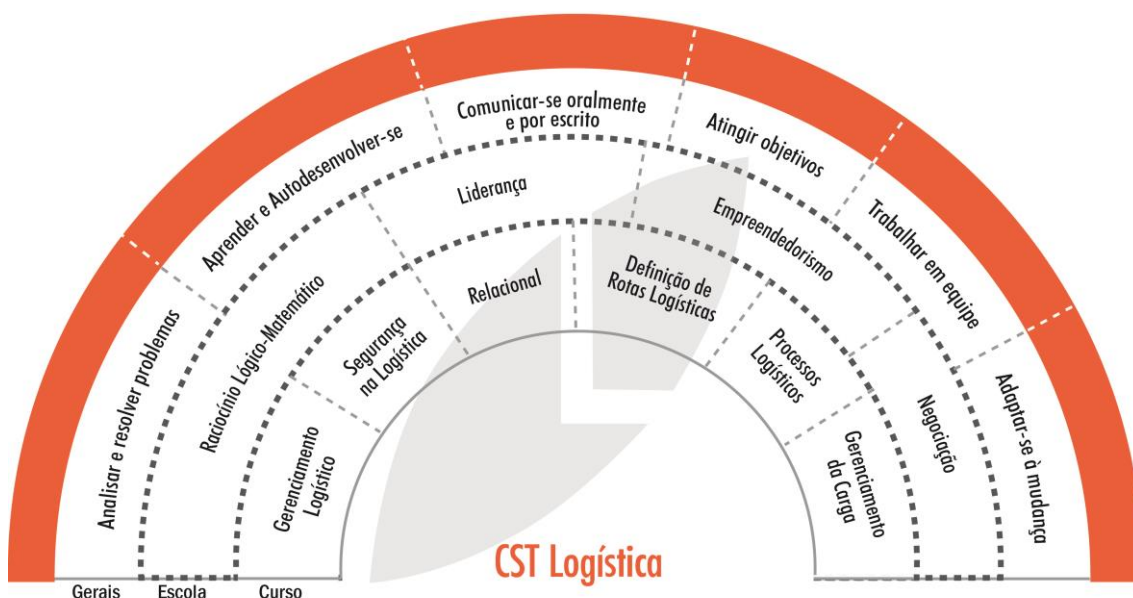 Analisar e resolver problemas
Aprender e Autodesenvolver-se
Comunicar-se oralmente
e por escrito
Atingir objetivos
Trabalhar em equipe
Adaptar-se à mudança
Raciocínio Lógico-Matemático
Liderança
Empreendedorismo
Negociação
Gerenciamento
Logístico
Segurança
na Logística
Relacional
Definição de
Rotas Logísticas
Processos
Logísticos
Gerenciamento
da Carga
CST Logística
Gerais
Escola
Curso